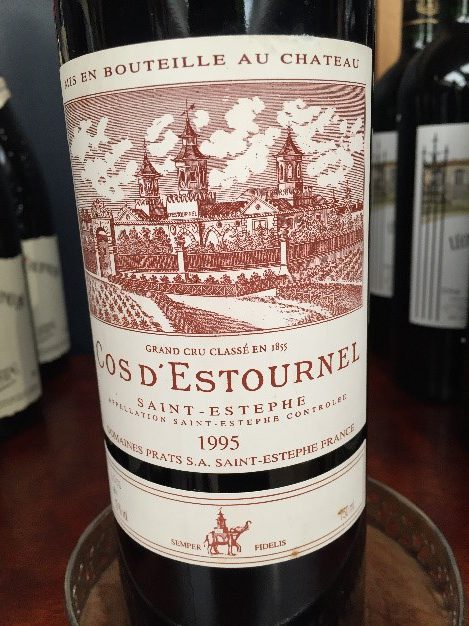 MIS EN BOUTEILLE AU CHATEAU
D'ESTOURNEL
GRAND CRU CLASSÉ EN 1855
COS D'ESTOURNEL
SAINT-ESTEPHE
APPELLATION SAINT-ESTEPHE CONTROLEE
1995
DOMAINES PRATS S.A. SAINT-ESTEPHE FRANCE
SEMPER FIDELIS